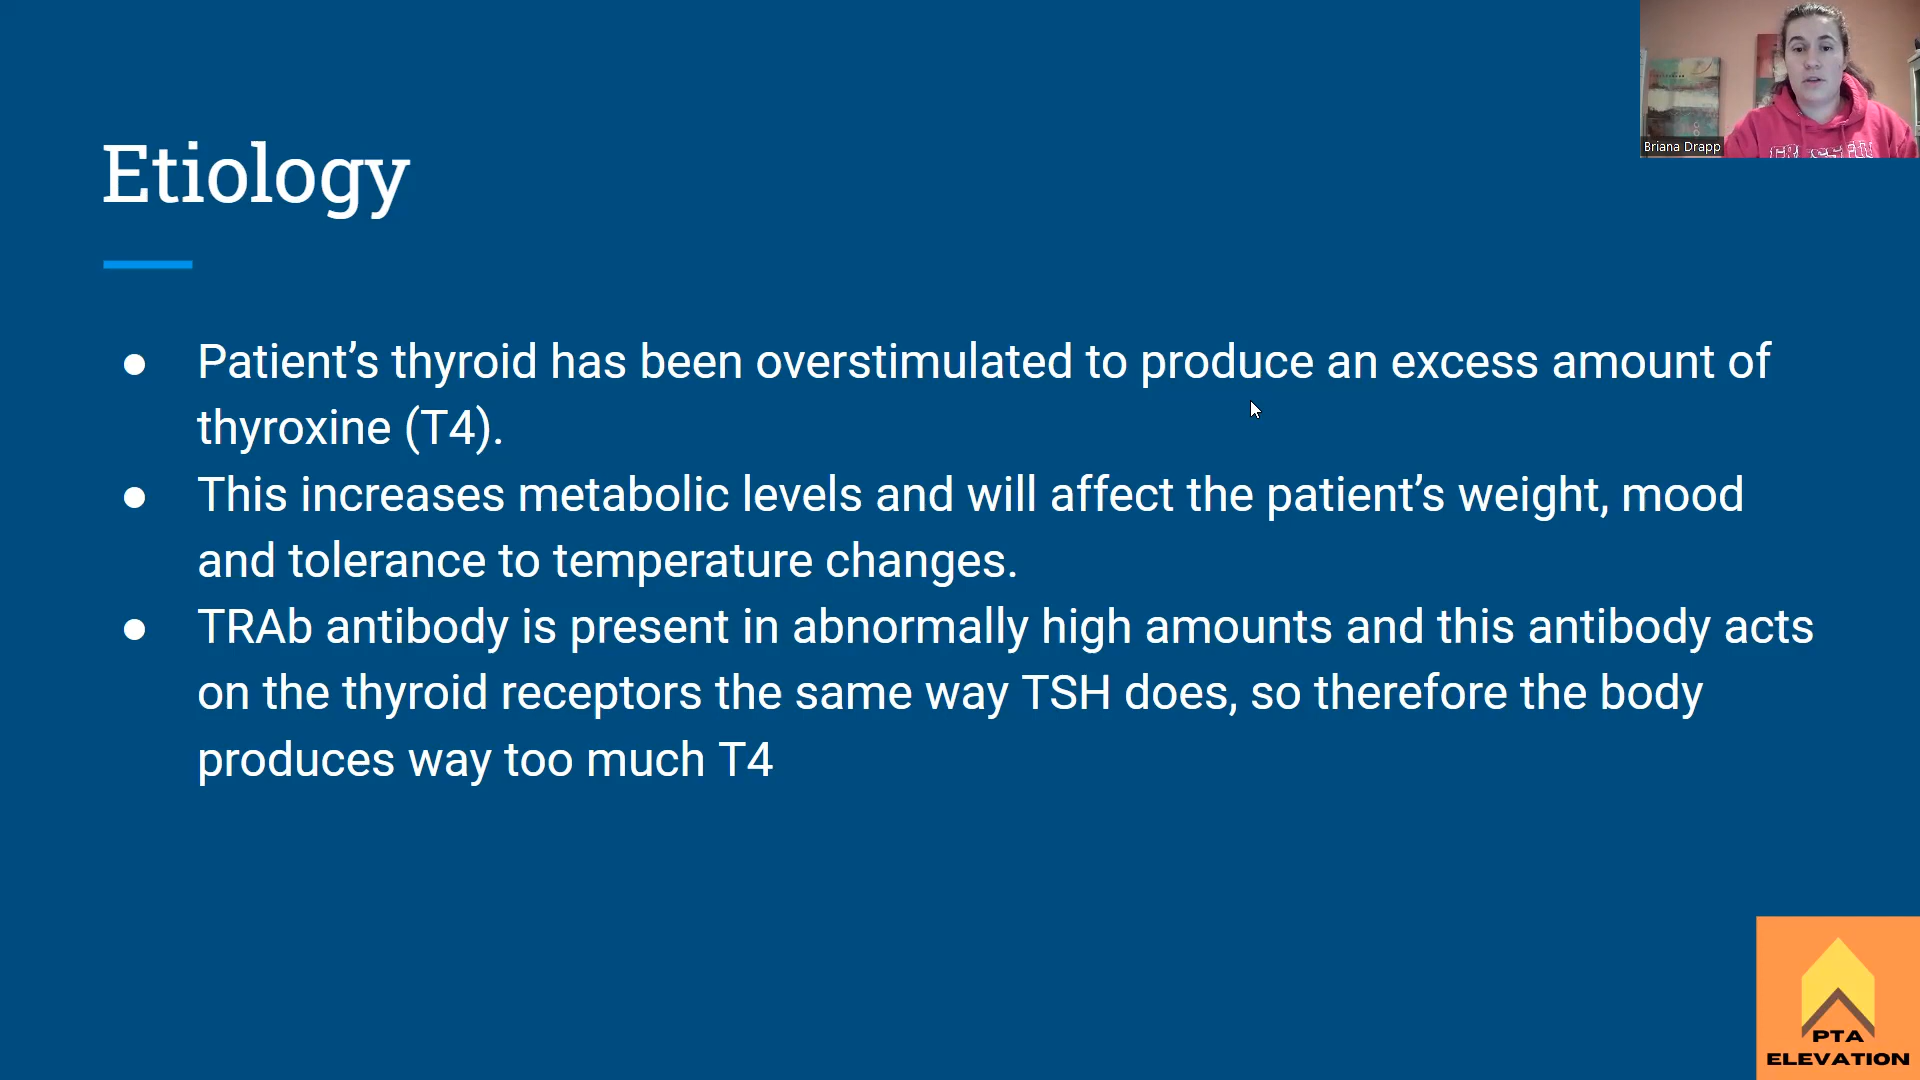 Etiology
Briana Drapp
● Patient’s thyroid has been overstimulated to produce an excess amount of
thyroxine (T4).
● This increases metabolic levels and will affect the patient’s weight, mood
and tolerance to temperature changes.
● TRAb antibody is present in abnormally high amounts and this antibody acts
on the thyroid receptors the same way TSH does, so therefore the body
produces way too much T4
PTA
ELEVATION